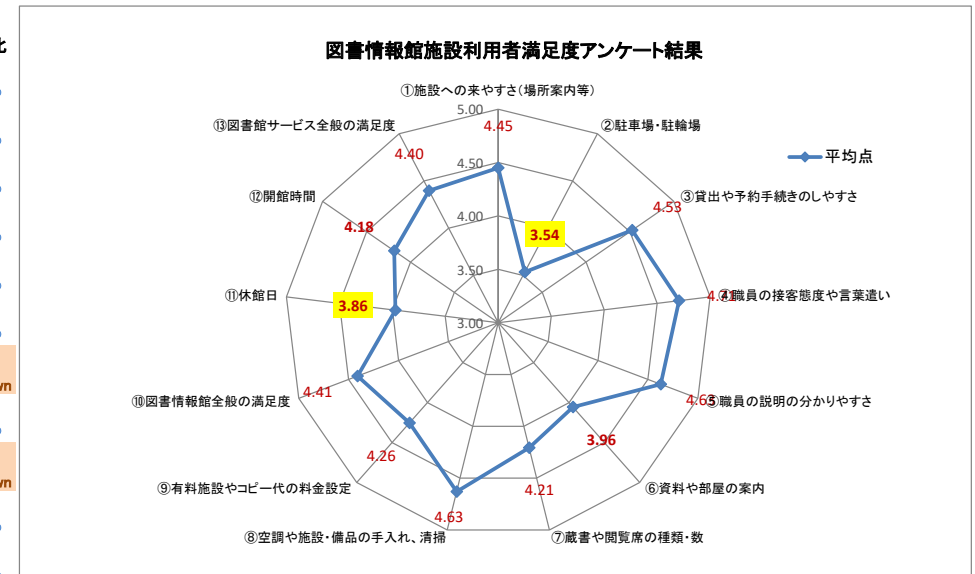 図書情報館施設利用者満足度アンケート結果
①施設への来やすさ（場所案内等）
5.00
4.45
⑬図書館サービス全般の満足度
②駐車場・駐輪場
4.40
4.50
平均点
⑫開館時間
③貸出や予約手続きのしやすさ
4.53
4.18
4.00
3.54
3.50
⑪休館日
3.86
④職員の接客態度や言葉遣い
3.00
⑩図書情報館全般の満足度
4.41
⑤職員の説明の分かりやすさ
3.96
4.26
⑨有料施設やコピー代の料金設定
⑥資料や部屋の案内
4.21
4.63
⑧空調や施設・備品の手入れ、清掃
⑦蔵書や閲覧席の種類・数